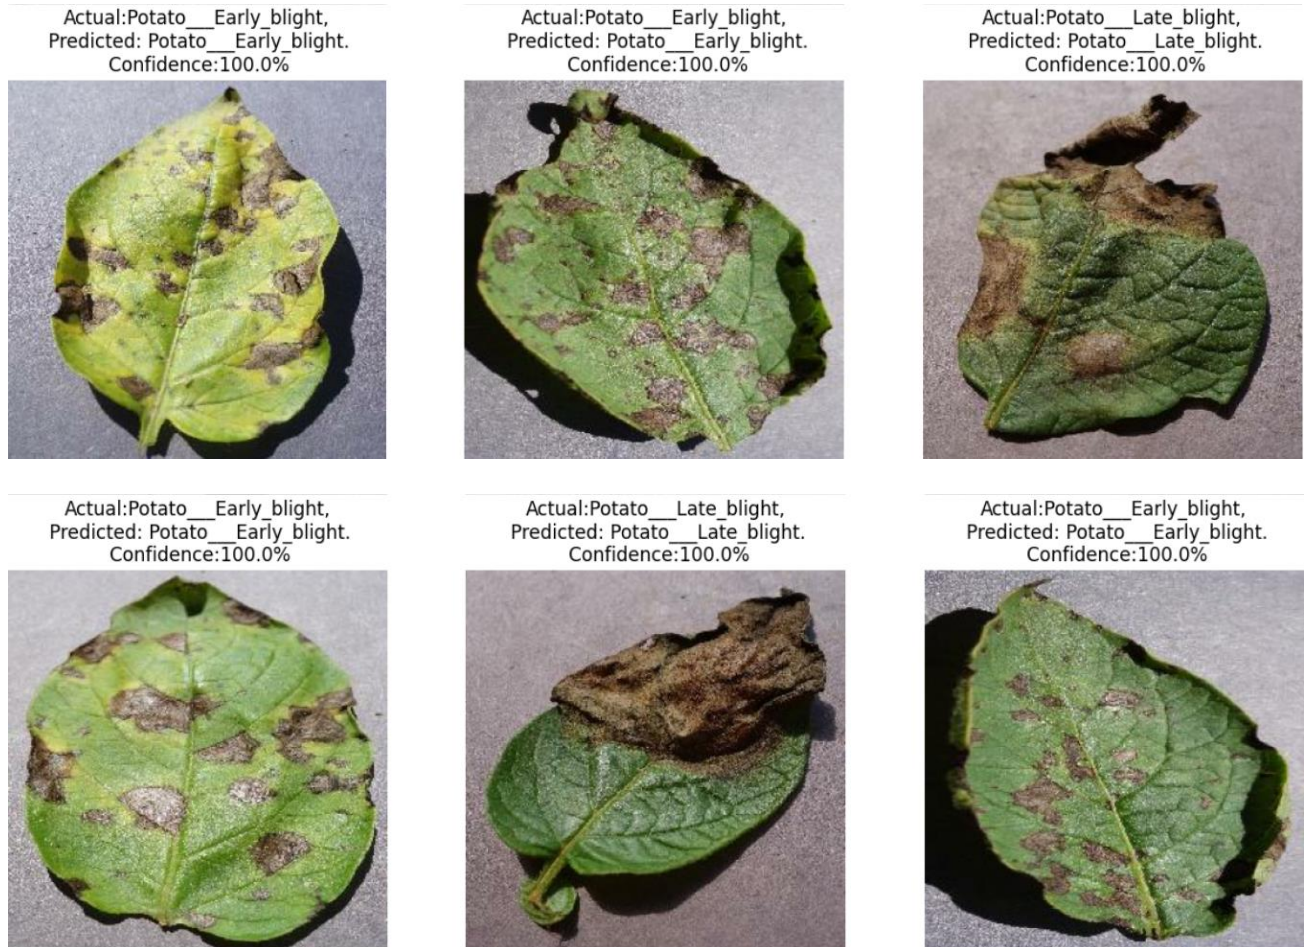 Actual:Potato___Early_blight,
Predicted: Potato___Early_blight.
Confidence:100.0%
Actual:Potato___Early_blight,
Predicted: Potato___Early_blight.
Confidence:100.0%
Actual:Potato___Late_blight,
Predicted: Potato___Late_blight.
Confidence:100.0%
Actual:Potato___Early_blight,
Predicted: Potato___Early_blight.
Confidence:100.0%
Actual:Potato___Late_blight,
Predicted: Potato___Late_blight.
Confidence:100.0%
Actual:Potato___Early_blight,
Predicted: Potato___Early_blight.
Confidence:100.0%